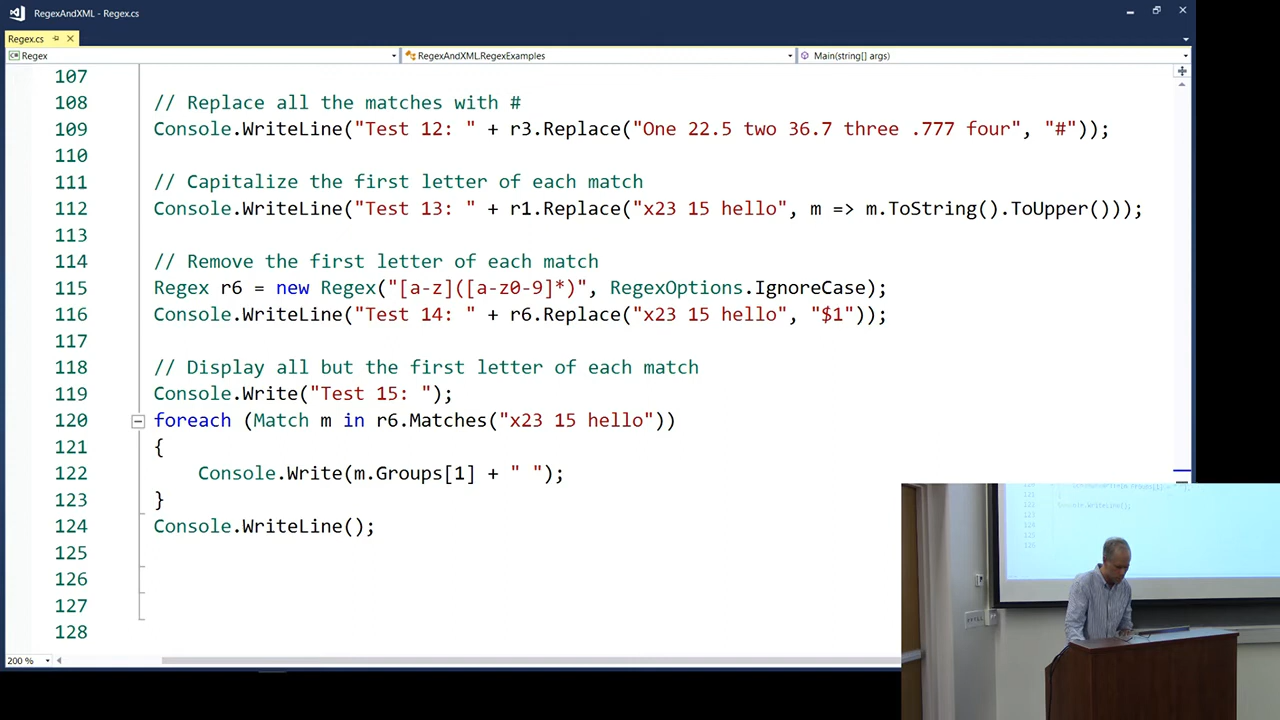 RegexAndXML - Regex.cs
Regex.cs
Regex
RegexAndXML.RegexExamples
Main(string[] args)
107
108 // Replace all the matches with #
109 Console.WriteLine("Test 12: " + r3.Replace("One 22.5 two 36.7 three .777 four", "#"));
110
111 // Capitalize the first letter of each match
112 Console.WriteLine("Test 13: " + r1.Replace("x23 15 hello", m => m.ToString().ToUpper()));
113
114 // Remove the first letter of each match
115 Regex r6 = new Regex("[a-z]([a-z0-9]*)", RegexOptions.IgnoreCase);
116 Console.WriteLine("Test 14: " + r6.Replace("x23 15 hello", "$1"));
117
118 // Display all but the first letter of each match
119 Console.Write("Test 15: ");
120 foreach (Match m in r6.Matches("x23 15 hello"))
121 {
122 Console.Write(m.Groups[1] + " ");
123 }
124 Console.WriteLine();
125
126
127
128
200 %